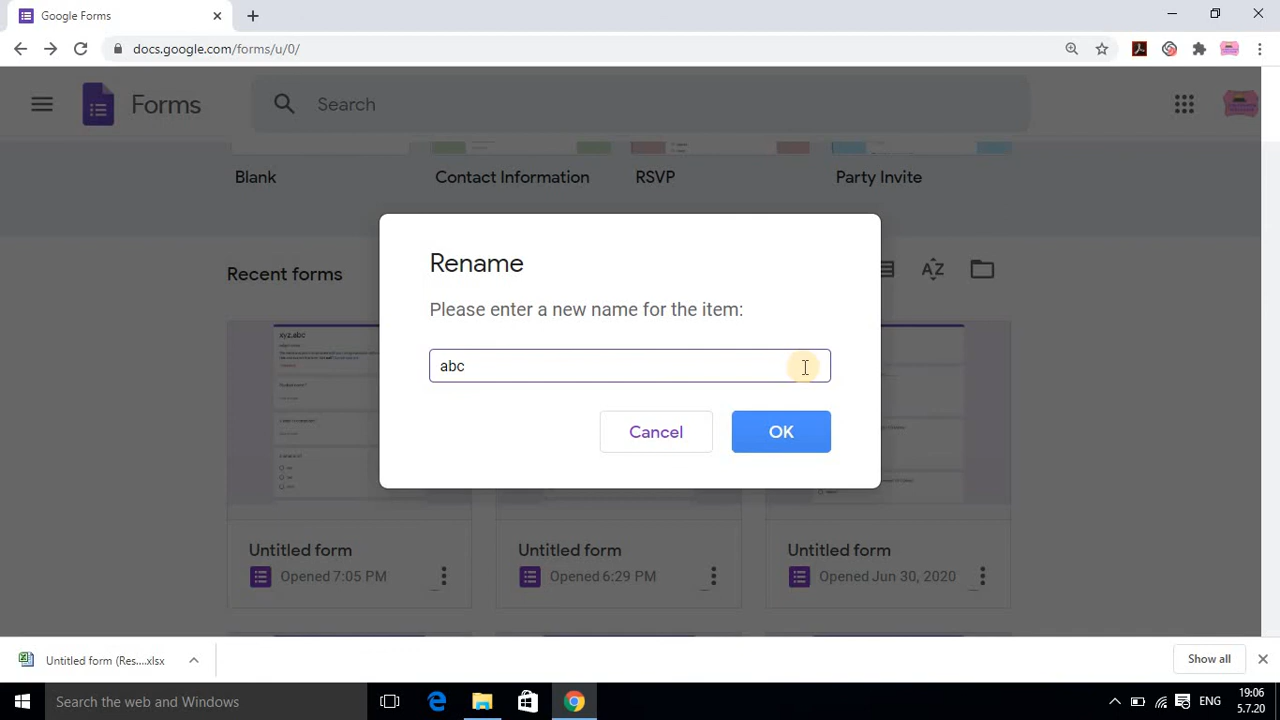 Google Forms
docs.google.com/forms/u/0/
Forms
Search
Blank
Contact Information
RSVP
Party Invite
Recent forms
AZ
Rename
Please enter a new name for the item:
abc
Cancel
OK
xyz.abc
Untitled form
Opened 7:05 PM
Untitled form
Opened 6:29 PM
Untitled form
Opened Jun 30, 2020
Untitled form (Res....xlsx
Show all
Search the web and Windows
ENG
19:06
5.7.20